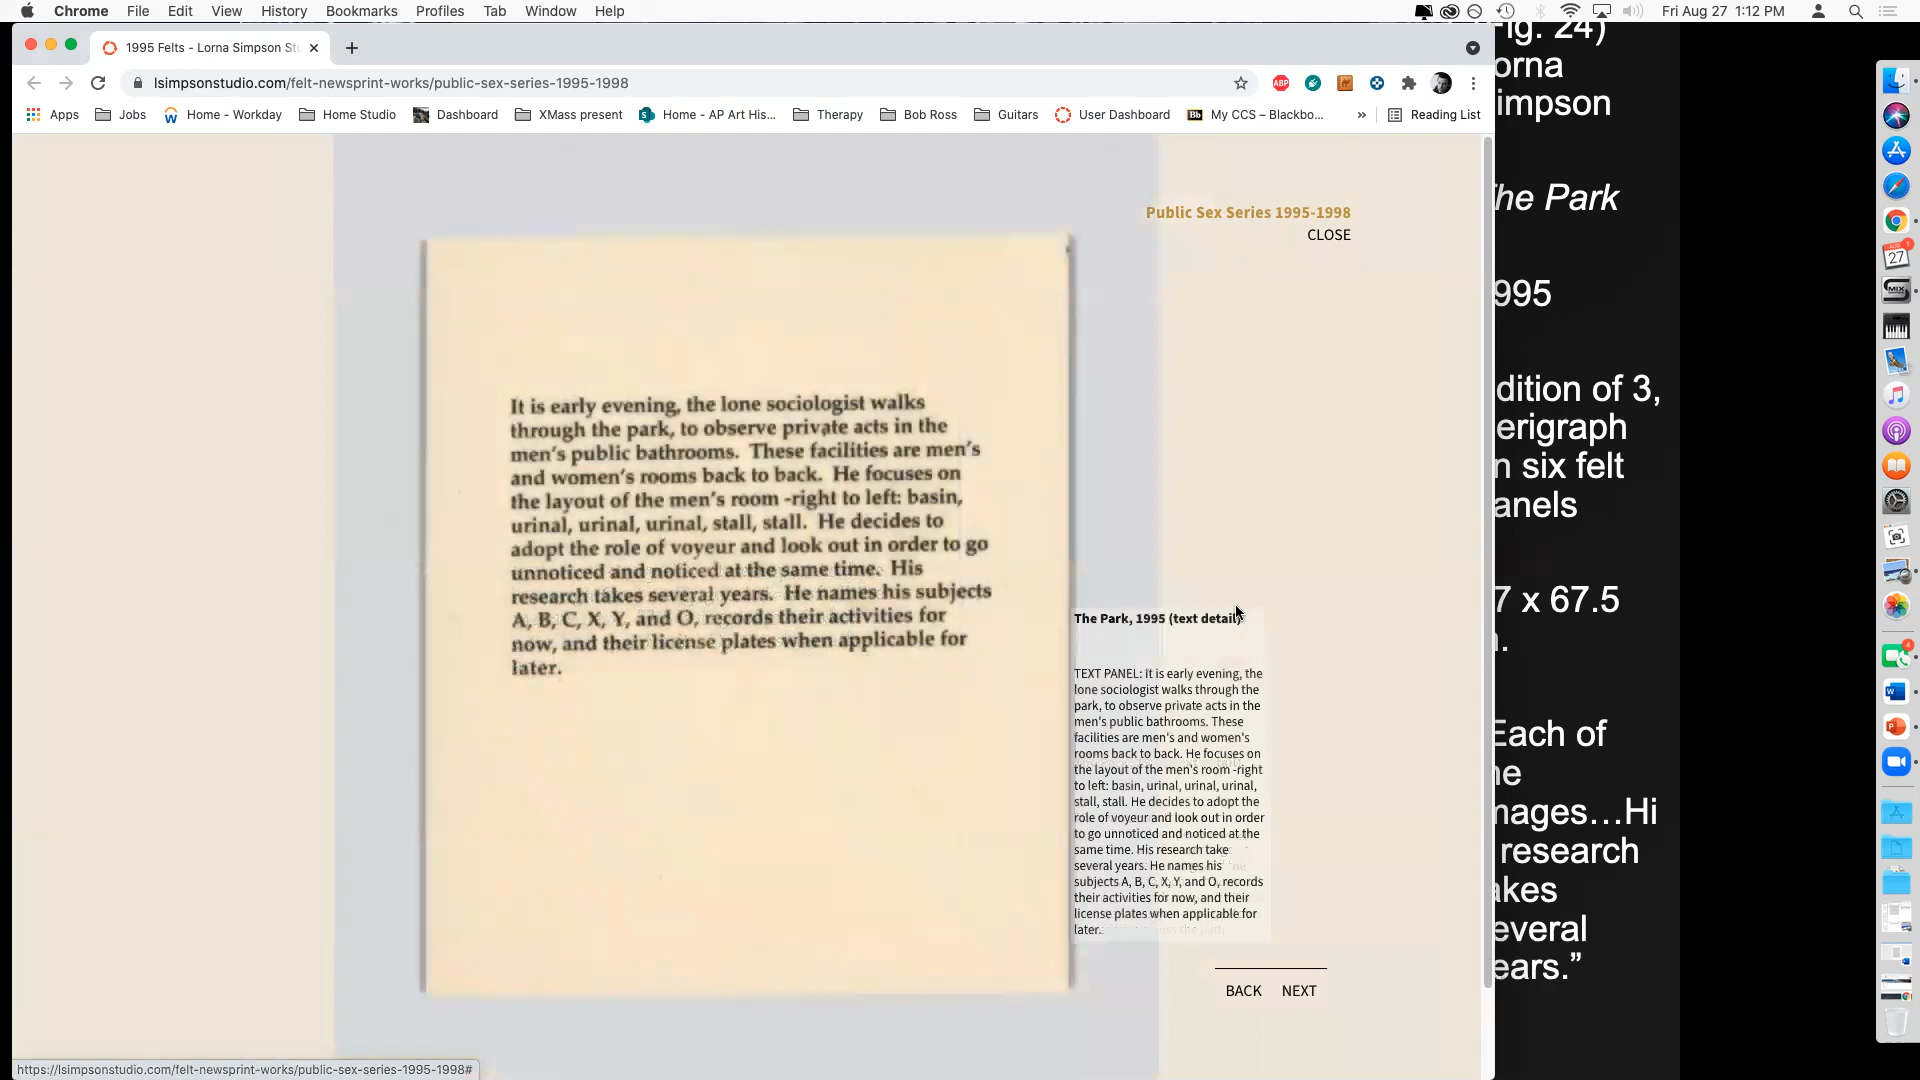 Chrome File Edit View History Bookmarks Profiles Tab Window Help
Fri Aug 27 1:12 PM
1995 Felts - Lorna Simpson St
lsimpsonstudio.com/felt-newsprint-works/public-sex-series-1995-1998
ABP
Apps Jobs Home - Workday Home Studio Dashboard XMass present Home - AP Art His... Therapy Bob Ross Guitars User Dashboard Bb My CCS – Blackbo... » Reading List
Public Sex Series 1995-1998
CLOSE
It is early evening, the lone sociologist walks
through the park, to observe private acts in the
men's public bathrooms. These facilities are men's
and women's rooms back to back. He focuses on
the layout of the men's room -right to left: basin,
urinal, urinal, urinal, stall, stall. He decides to
adopt the role of voyeur and look out in order to go
unnoticed and noticed at the same time. His
research takes several years. He names his subjects
A, B, C, X, Y, and O, records their activities for
now, and their license plates when applicable for
later.
The Park, 1995 (text detail)
TEXT PANEL: It is early evening, the
lone sociologist walks through the
park, to observe private acts in the
men's public bathrooms. These
facilities are men's and women's
rooms back to back. He focuses on
the layout of the men's room -right
to left: basin, urinal, urinal, urinal,
stall, stall. He decides to adopt the
role of voyeur and look out in order
to go unnoticed and noticed at the
same time. His research take
several years. He names his
subjects A, B, C, X, Y, and O, records
their activities for now, and their
license plates when applicable for
later.
BACK NEXT
https://lsimpsonstudio.com/felt-newsprint-works/public-sex-series-1995-1998#
ig. 24)
orna
impson
he Park
995
dition of 3,
erigraph
n six felt
anels
7 x 67.5
n.
Each of
he
mages…Hi
research
akes
everal
ears.”
AUG
27
1
MIX
4